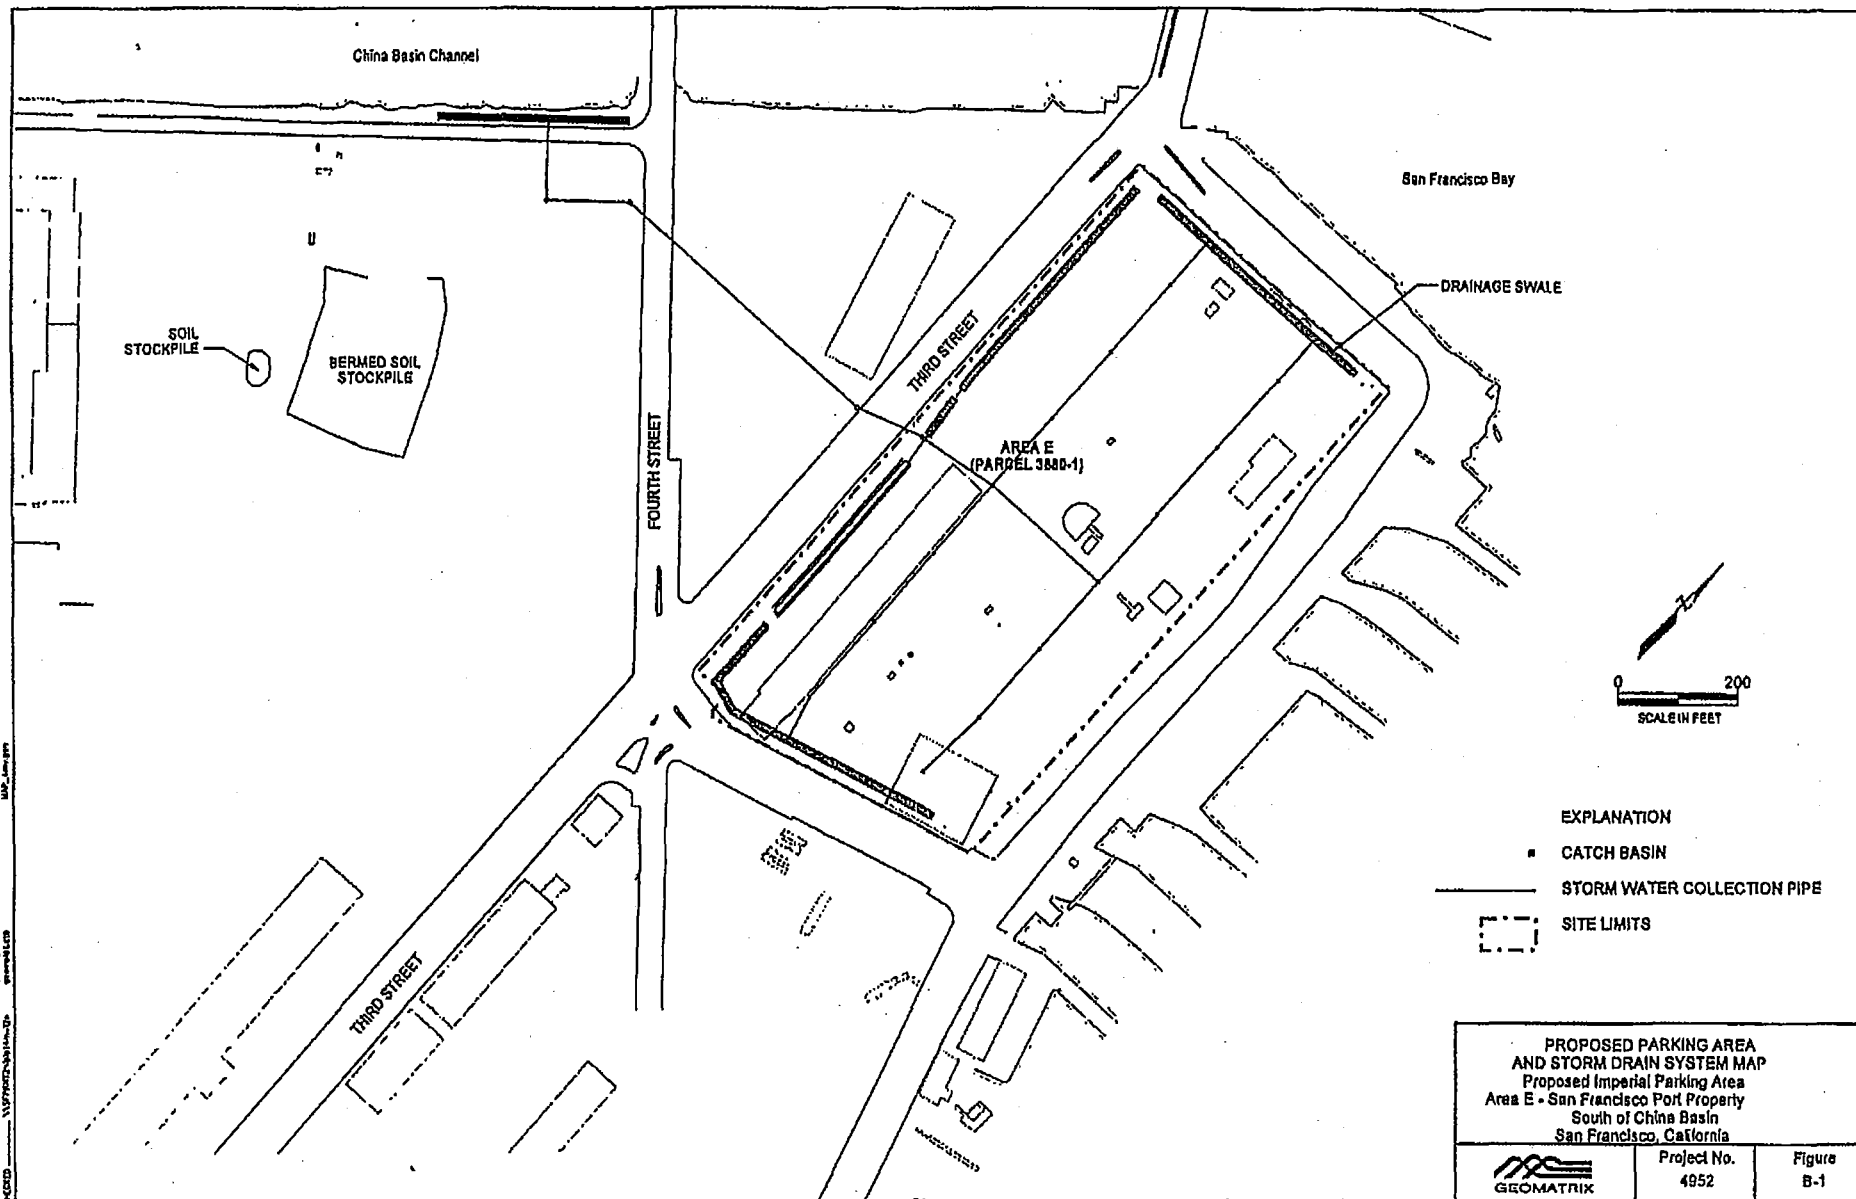 China Basin Channel
San Francisco Bay
DRAINAGE SWALE
THIRD STREET
SOIL
STOCKPILE
BERMED SOIL
STOCKPILE
FOURTH STREET
AREA E
(PARCEL 3880-1)
Z
0 200
SCALE IN FEET
EXPLANATION
CATCH BASIN
STORM WATER COLLECTION PIPE
SITE LIMITS
THIRD STREET
PROPOSED PARKING AREA
AND STORM DRAIN SYSTEM MAP
Proposed Imperial Parking Area
Area E - San Francisco Port Property
South of China Basin
San Francisco, California
GEOMATRIX
Project No.
4952
Figure
B-1